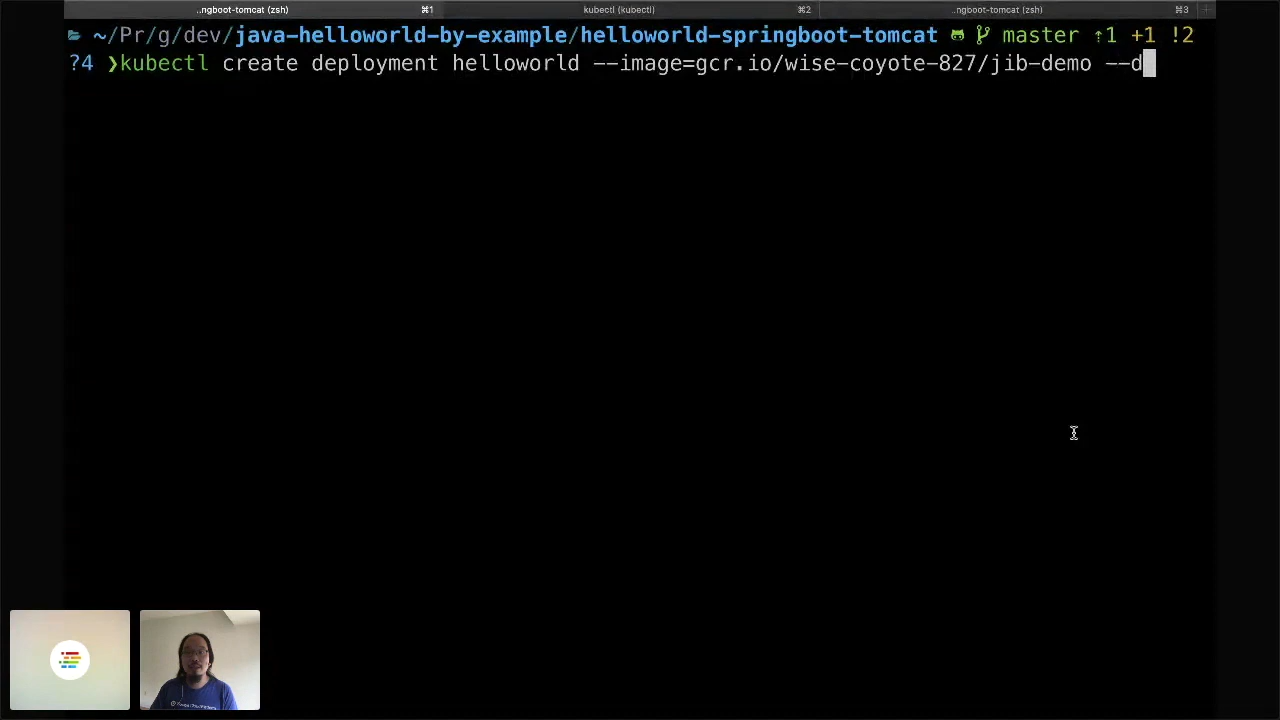 ..ngboot-tomcat (zsh) ⌘1 kubectl (kubectl) ⌘2 ..ngboot-tomcat (zsh) ⌘3
~/Pr/g/dev/java-helloworld-by-example/helloworld-springboot-tomcat master ↑1 +1 !2
?4 ❯kubectl create deployment helloworld --image=gcr.io/wise-coyote-827/jib-demo --d